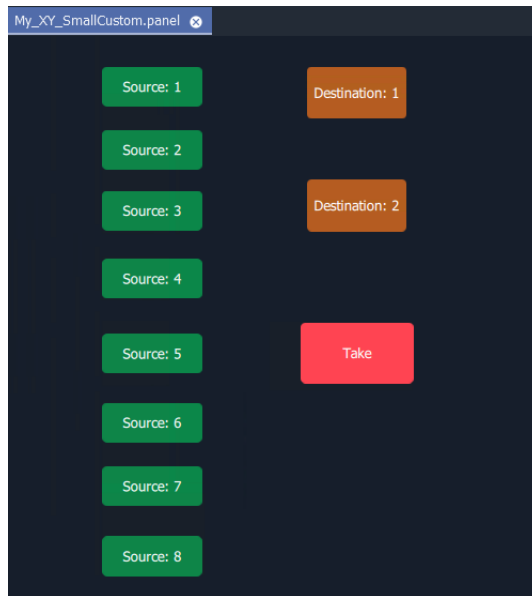 My_XY_SmallCustom.panel
Source: 1
Source: 2
Source: 3
Source: 4
Source: 5
Source: 6
Source: 7
Source: 8
Destination: 1
Destination: 2
Take